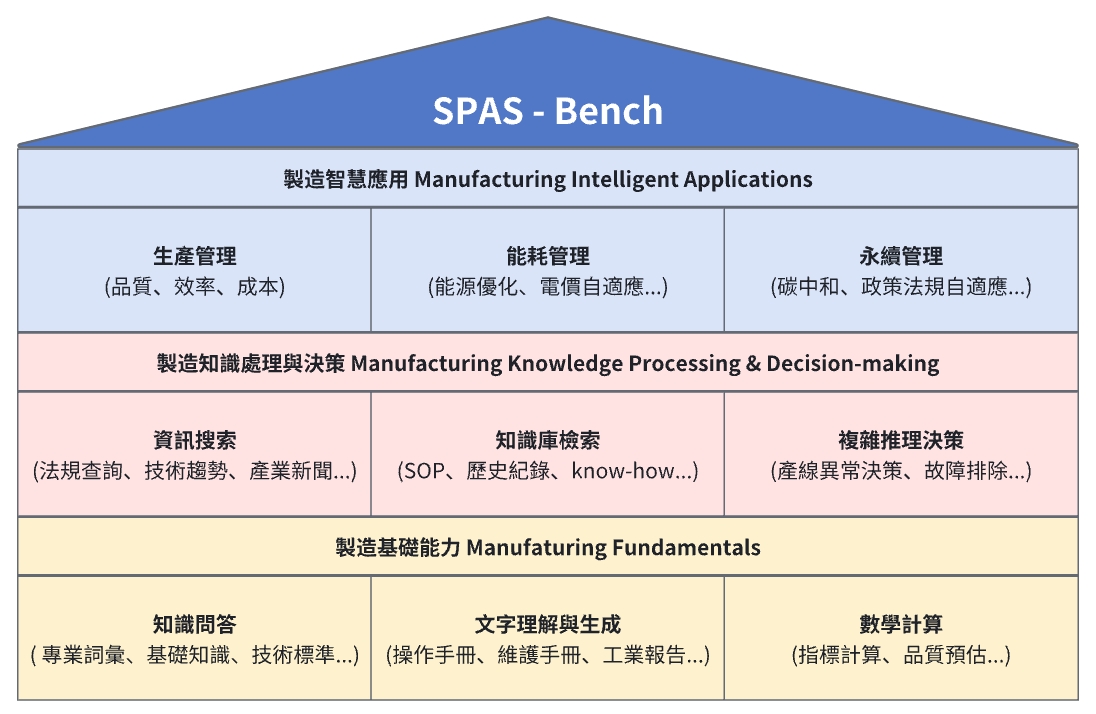 SPAS - Bench
製造智慧應用 Manufacturing Intelligent Applications
生產管理
(品質、效率、成本)
能耗管理
(能源優化、電價自適應...)
永續管理
(碳中和、政策法規自適應...)
製造知識處理與決策 Manufacturing Knowledge Processing & Decision-making
資訊搜索
(法規查詢、技術趨勢、產業新聞...)
知識庫檢索
(SOP、歷史紀錄、know-how...)
複雜推理決策
(產線異常決策、故障排除...)
製造基礎能力 Manufaturing Fundamentals
知識問答
( 專業詞彙、基礎知識、技術標準...)
文字理解與生成
(操作手冊、維護手冊、工業報告...)
數學計算
(指標計算、品質預估...)